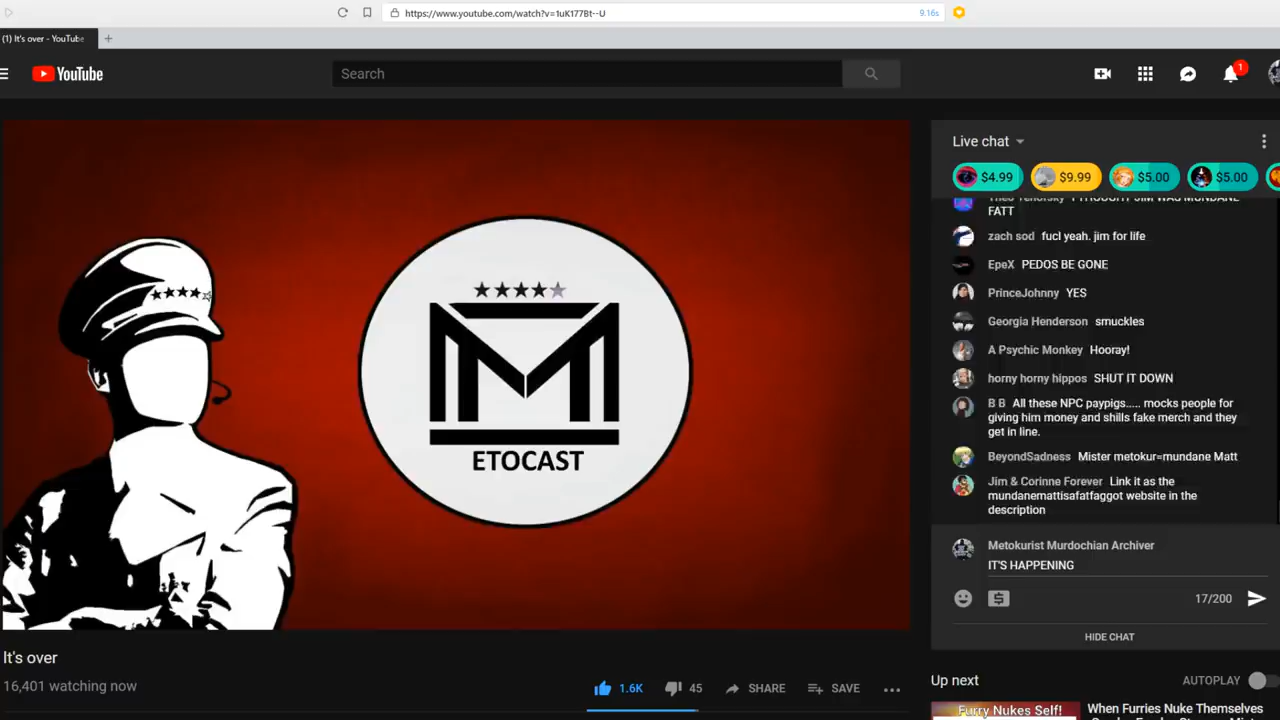 https://www.youtube.com/watch?v=1uK177Bt--U
9.16s
(1) It's over - YouTube
YouTube
Search
1
Live chat
$4.99
$9.99
$5.00
$5.00
I THOUGHT JIM WAS MUNDANE
FATT
zach sod fucl yeah. jim for life
EpeX PEDOS BE GONE
PrinceJohnny YES
Georgia Henderson smuckles
A Psychic Monkey Hooray!
horny horny hippos SHUT IT DOWN
B B All these NPC paypigs..... mocks people for
giving him money and shills fake merch and they
get in line.
BeyondSadness Mister metokur=mundane Matt
Jim & Corinne Forever Link it as the
mundanemattisafatfaggot website in the
description
Metokurist Murdochian Archiver
IT'S HAPPENING
17/200
HIDE CHAT
M
ETOCAST
It's over
16,401 watching now
1.6K
45
SHARE
SAVE
Up next
AUTOPLAY
Furry Nukes Self!
When Furries Nuke Themselves